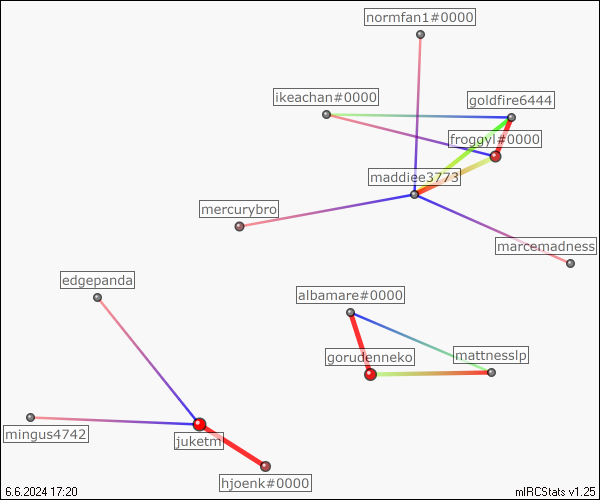 normfan1#0000
ikeachan#0000
goldfire6444
froggyl#0000
maddiee3773
mercurybro
marcemadness
edgepanda
albamare#0000
gorudenneko
mattnesslp
mingus4742
juketm
hjoenk#0000
6.6.2024 17:20
mIRCStats v1.25